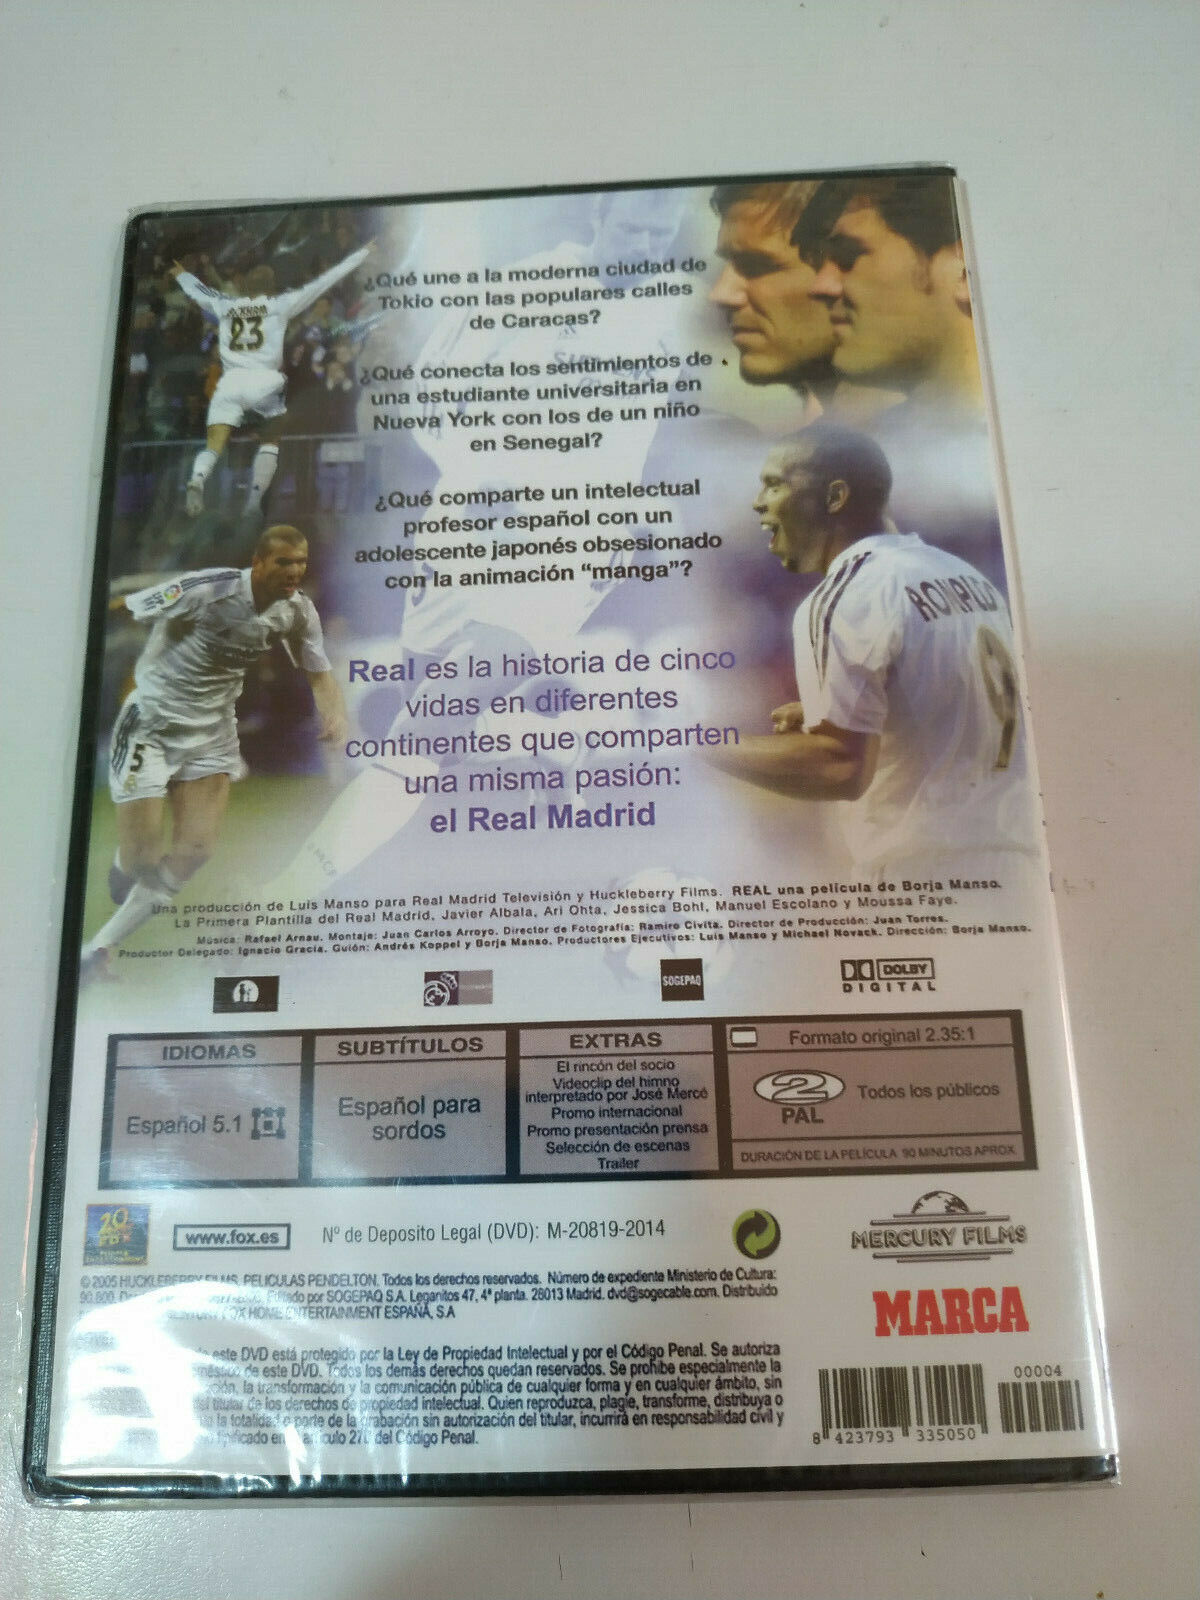 ¿Qué une a la moderna ciudad de
Tokio con las populares calles
de Caracas?
¿Qué conecta los sentimientos de
una estudiante universitaria en
Nueva York con los de un niño
en Senegal?
¿Qué comparte un intelectual
profesor español con un
adolescente japonés obsesionado
con la animación “manga”?
Real es la historia de cinco
vidas en diferentes
continentes que comparten
una misma pasión:
el Real Madrid
23
5
RONALDO
9
Una producción de Luis Manso para Real Madrid Televisión y Huckleberry Films. REAL una película de Borja Manso.
La Primera Plantilla del Real Madrid, Javier Albala, Ari Ohta, Jessica Bohl, Manuel Escolano y Moussa Faye.
Música: Rafael Arnau. Montaje: Juan Carlos Arroyo. Director de Fotografía: Ramiro Civita. Director de Producción: Juan Torres.
Productor Delegado: Ignacio Gracia. Guión: Andrés Koppel y Borja Manso. Productores Ejecutivos: Luis Manso y Michael Novack. Dirección: Borja Manso.
SOGEPAQ
DOLBY
DIGITAL
IDIOMAS
Español 5.1
SUBTÍTULOS
Español para
sordos
EXTRAS
El rincón del socio
Videoclip del himno
interpretado por José Mercé
Promo internacional
Promo presentación prensa
Selección de escenas
Trailer
Formato original 2.35:1
2
PAL
Todos los públicos
DURACIÓN DE LA PELÍCULA 90 MINUTOS APROX.
20
www.fox.es
Nº de Deposito Legal (DVD): M-20819-2014
MERCURY FILMS
MARCA
© 2005 HUCKLEBERRY FILMS, PELICULAS PENDELTON. Todos los derechos reservados. Número de expediente Ministerio de Cultura:
90.800. Editado por SOGEPAQ S.A. Leganitos 47, 4ª planta. 28013 Madrid. dvd@sogecable.com. Distribuido
FOX HOME ENTERTAINMENT ESPAÑA, S.A
de este DVD está protegido por la Ley de Propiedad Intelectual y por el Código Penal. Se autoriza
de este DVD. Todos los demás derechos quedan reservados. Se prohibe especialmente la
la transformación y la comunicación pública de cualquier forma y en cualquier ámbito, sin
titular de los derechos de propiedad intelectual. Quien reproduzca, plagie, transforme, distribuya o
la totalidad o parte de la grabación sin autorización del titular, incurrirá en responsabilidad civil y
tipificado en el artículo 270 del Código Penal.
00004
8 423793 335050